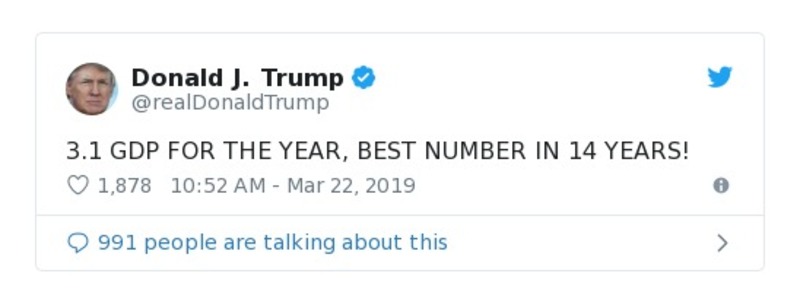 Donald J. Trump
@realDonaldTrump
3.1 GDP FOR THE YEAR, BEST NUMBER IN 14 YEARS!
1,878 10:52 AM - Mar 22, 2019
991 people are talking about this